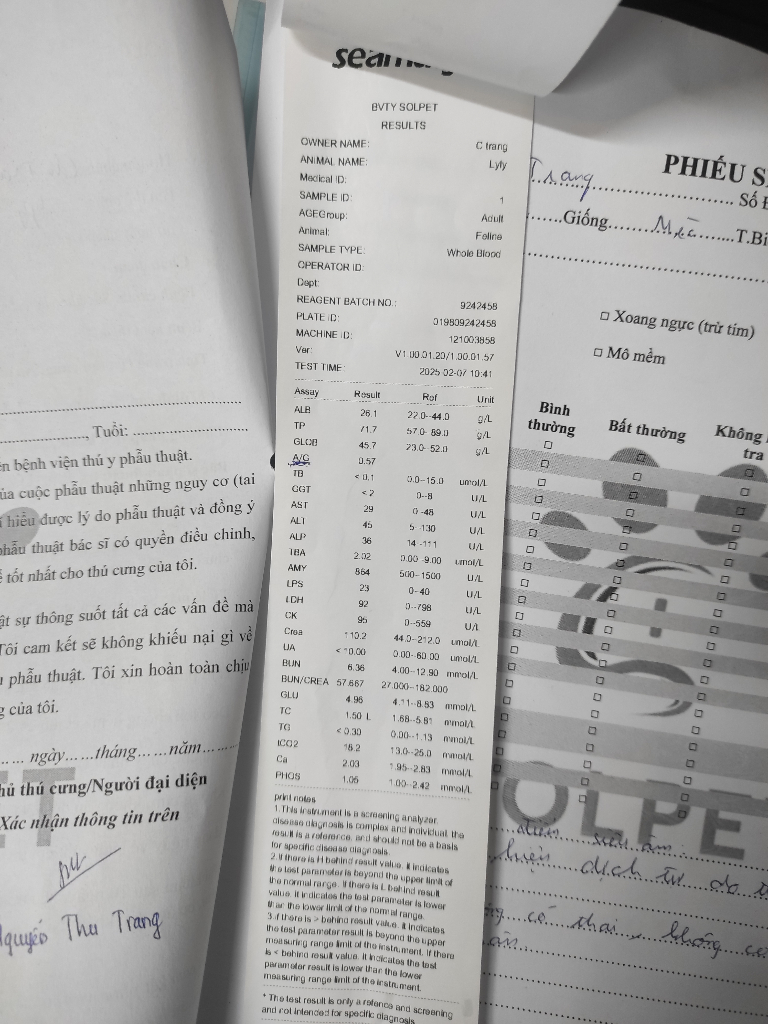 BVTY SOLPET
RESULTS
OWNER NAME: C trang
ANIMAL NAME: Lyly
Medical ID:
SAMPLE ID: 1
AGEGroup: Adult
Animal: Feline
SAMPLE TYPE: Whole Blood
OPERATOR ID:
Dept:
REAGENT BATCH NO.: 9242458
PLATE ID: 019809242458
MACHINE ID: 121003858
Ver: V1.00.01.20/1.00.01.57
TEST TIME: 2025-02-07 10:41
Assay Result Ref Unit
ALB 26.1 22.0--44.0 g/L
TP 71.7 57.0--89.0 g/L
GLOB 45.7 23.0--52.0 g/L
A/G 0.57
TB < 0.1 0.0--15.0 umol/L
GGT < 2 0--8 U/L
AST 29 0--48 U/L
ALT 45 5--130 U/L
ALP 36 14--111 U/L
TBA 2.02 0.00--9.00 umol/L
AMY 864 500--1500 U/L
LPS 23 0--40 U/L
LDH 92 0--798 U/L
CK 95 0--559 U/L
Crea 110.2 44.0--212.0 umol/L
UA < 10.00 0.00--60.00 umol/L
BUN 6.36 4.00--12.90 mmol/L
BUN/CREA 57.667 27.000--182.000
GLU 4.96 4.11--8.83 mmol/L
TC 1.50 L 1.68--5.81 mmol/L
TG < 0.30 0.00--1.13 mmol/L
tCO2 18.2 13.0--25.0 mmol/L
Ca 2.03 1.95--2.83 mmol/L
PHOS 1.05 1.00--2.42 mmol/L
print notes
1.This instrument is a screening analyzer,
disease diagnosis is complex and individual, the
result is a reference, and should not be a basis
for specific disease diagnosis.
2.If there is H behind result value. It indicates
the test parameter is beyond the upper limit of
the normal range. If there is L behind result
value. It indicates the test parameter is lower
than the lower limit of the normal range.
3.If there is > behind result value. It indicates
the test parameter result is beyond the upper
measuring range limit of the instrument. If there
is < behind result value. It indicates the test
parameter result is lower than the lower
measuring range limit of the instrument.
* The test result is only a refence and screening
and not intended for specific diagnosis
, Tuổi:
bệnh viện thú y phẫu thuật.
của cuộc phẫu thuật những nguy cơ (tai
hiểu được lý do phẫu thuật và đồng ý
phẫu thuật bác sĩ có quyền điều chỉnh,
tốt nhất cho thú cưng của tôi.
sự thông suốt tất cả các vấn đề mà
Tôi cam kết sẽ không khiếu nại gì về
phẫu thuật. Tôi xin hoàn toàn chịu
của tôi.
ngày......tháng......năm
thú cưng/Người đại diện
Xác nhận thông tin trên
Thu Trang
PHIẾU
Trang
Số
Giống Mèo T.
□ Xoang ngực (trừ tim)
□ Mô mềm
Bình thường Bất thường Không
tra
OLPET
dịch tự do
có thai, không